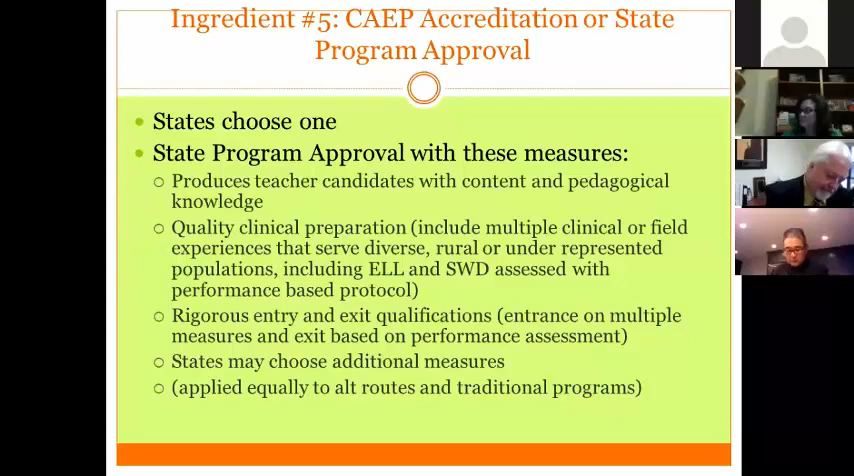 Ingredient #5: CAEP Accreditation or State
Program Approval
States choose one
State Program Approval with these measures:
Produces teacher candidates with content and pedagogical
knowledge
Quality clinical preparation (include multiple clinical or field
experiences that serve diverse, rural or under represented
populations, including ELL and SWD assessed with
performance based protocol)
Rigorous entry and exit qualifications (entrance on multiple
measures and exit based on performance assessment)
States may choose additional measures
(applied equally to alt routes and traditional programs)